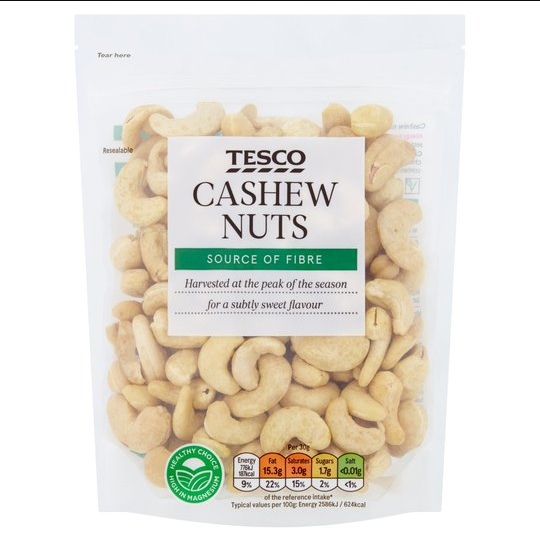 Tear here
Resealable
TESCO
CASHEW
NUTS
SOURCE OF FIBRE
Harvested at the peak of the season
for a subtly sweet flavour
HEALTHY CHOICE
HIGH IN MAGNESIUM
Per 30g
Energy Fat Saturates Sugars Salt
776kJ
187kcal 15.3g 3.0g 1.7g <0.01g
9% 22% 15% 2% <1%
of the reference intake*
Typical values per 100g: Energy 2586kJ / 624kcal